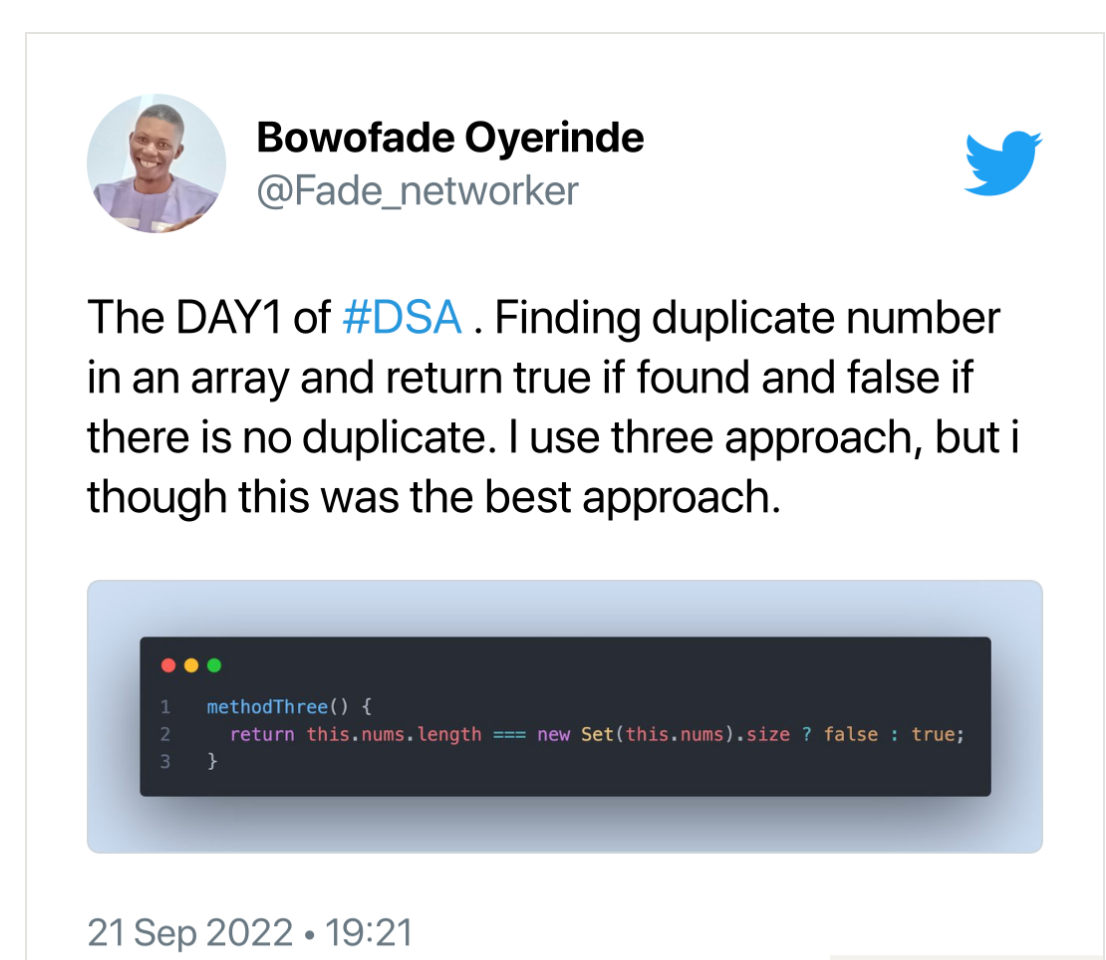 Bowofade Oyerinde
@Fade_networker
The DAY1 of #DSA . Finding duplicate number
in an array and return true if found and false if
there is no duplicate. I use three approach, but i
though this was the best approach.
1 methodThree() {
2 return this.nums.length === new Set(this.nums).size ? false : true;
3 }
21 Sep 2022 • 19:21